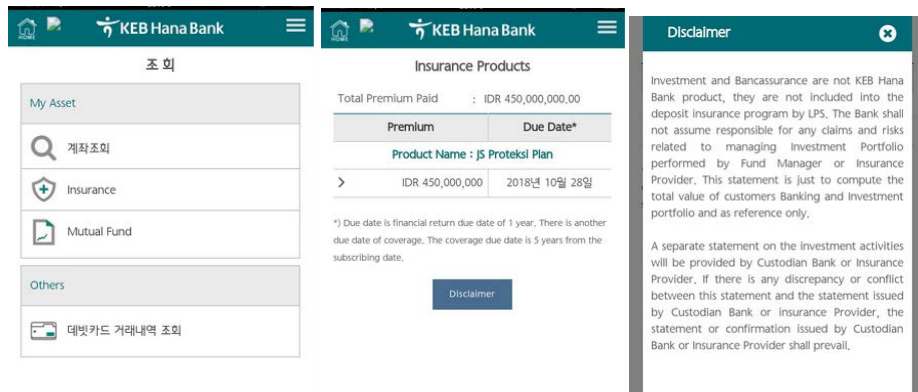 HOME
KEB Hana Bank
조 회
My Asset
계좌조회
Insurance
Mutual Fund
Others
데빗카드 거래내역 조회
HOME
KEB Hana Bank
Insurance Products
Total Premium Paid : IDR 450,000,000.00
Premium Due Date*
Product Name : JS Proteksi Plan
IDR 450,000,000 2018년 10월 28일
*) Due date is financial return due date of 1 year. There is another
due date of coverage. The coverage due date is 5 years from the
subscribing date.
Disclaimer
Disclaimer
Investment and Bancassurance are not KEB Hana
Bank product, they are not included into the
deposit insurance program by LPS. The Bank shall
not assume responsible for any claims and risks
related to managing Investment Portfolio
performed by Fund Manager or Insurance
Provider. This statement is just to compute the
total value of customers Banking and Investment
portfolio and as reference only.
A separate statement on the investment activities
will be provided by Custodian Bank or Insurance
Provider. If there is any discrepancy or conflict
between this statement and the statement issued
by Custodian Bank or insurance Provider, the
statement or confirmation issued by Custodian
Bank or Insurance Provider shall prevail.